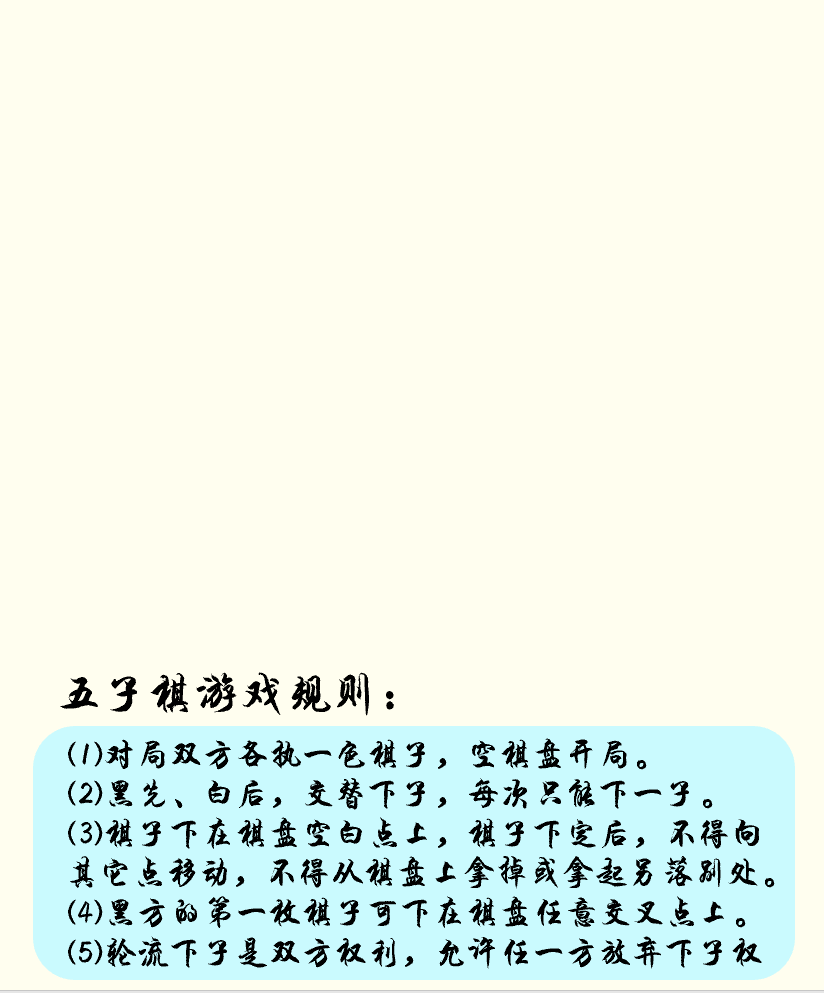 五子棋游戏规则：
(1)对局双方各执一色棋子，空棋盘开局。
(2)黑先、白后，交替下子，每次只能下一子。
(3)棋子下在棋盘空白点上，棋子下定后，不得向
其它点移动，不得从棋盘上拿掉或拿起另落别处。
(4)黑方的第一枚棋子可下在棋盘任意交叉点上。
(5)轮流下子是双方权利，允许任一方放弃下子权